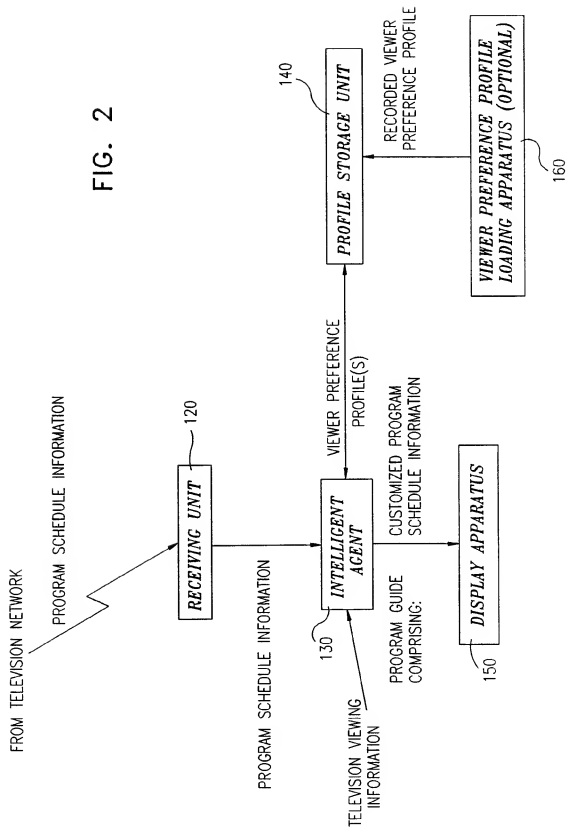 FIG. 2
FROM TELEVISION NETWORK
PROGRAM SCHEDULE INFORMATION
120
RECEIVING UNIT
PROGRAM SCHEDULE INFORMATION
TELEVISION VIEWING
INFORMATION
130
INTELLIGENT
AGENT
VIEWER PREFERENCE
PROFILE(S)
140
PROFILE STORAGE UNIT
RECORDED VIEWER
PREFERENCE PROFILE
VIEWER PREFERENCE PROFILE
LOADING APPARATUS (OPTIONAL)
160
PROGRAM GUIDE
COMPRISING:
CUSTOMIZED PROGRAM
SCHEDULE INFORMATION
DISPLAY APPARATUS
150